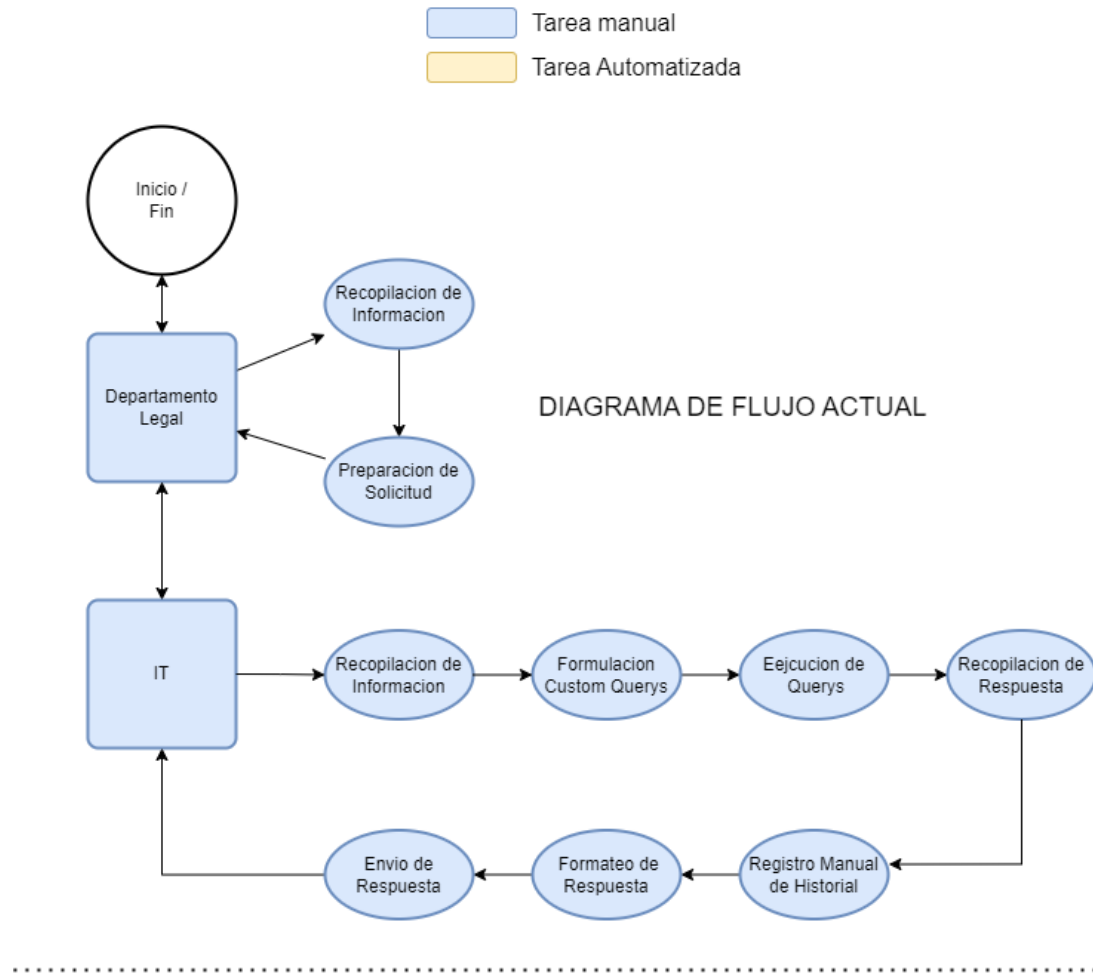 Tarea manual
Tarea Automatizada
Inicio /
Fin
Recopilacion de
Informacion
Departamento
Legal
DIAGRAMA DE FLUJO ACTUAL
Preparacion de
Solicitud
IT
Recopilacion de
Informacion
Formulacion
Custom Querys
Eejcucion de
Querys
Recopilacion de
Respuesta
Envio de
Respuesta
Formateo de
Respuesta
Registro Manual
de Historial